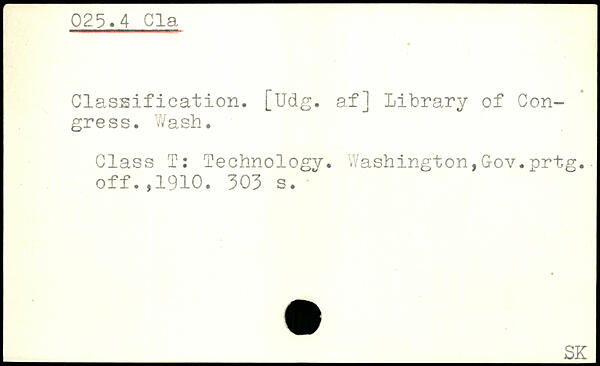 025.4 Cla
Classification. [Udg. af] Library of Con-
gress. Wash.
Class T: Technology. Washington,Gov.prtg.
off.,1910. 303 s.
SK